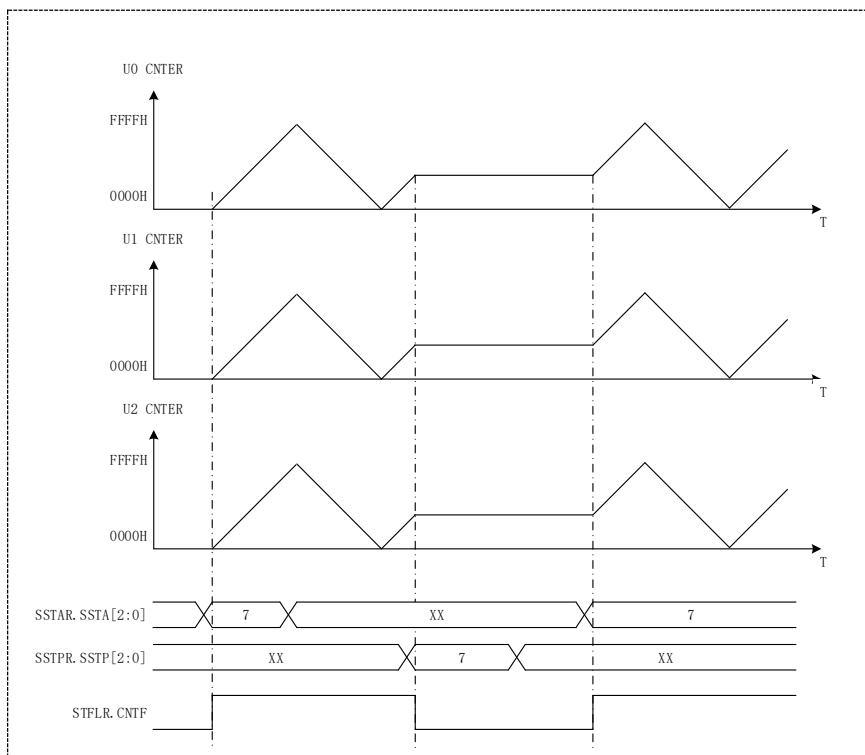 U0 CNTER
FFFFH
0000H
T
U1 CNTER
FFFFH
0000H
T
U2 CNTER
FFFFH
0000H
T
SSTAR.SSTA[2:0] 7 XX 7
SSTPR.SSTP[2:0] XX 7 XX
STFLR.CNTF